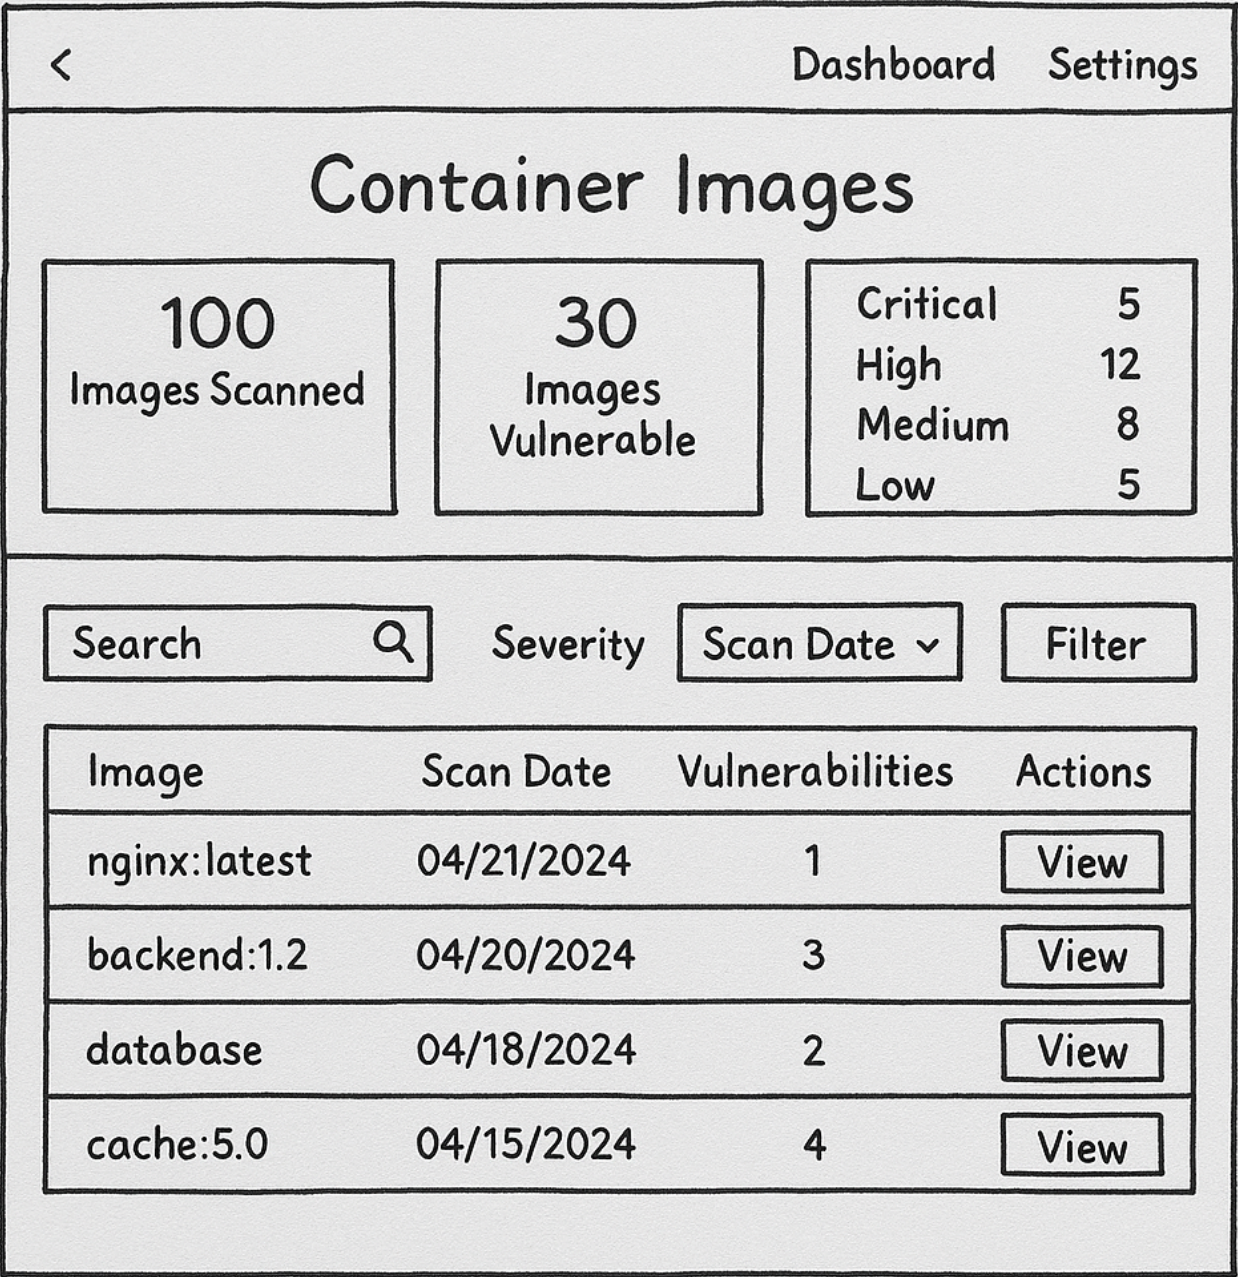 < Dashboard Settings
Container Images
100
Images Scanned
30
Images
Vulnerable
Critical 5
High 12
Medium 8
Low 5
Search Severity Scan Date Filter
Image Scan Date Vulnerabilities Actions
nginx:latest 04/21/2024 1 View
backend:1.2 04/20/2024 3 View
database 04/18/2024 2 View
cache:5.0 04/15/2024 4 View